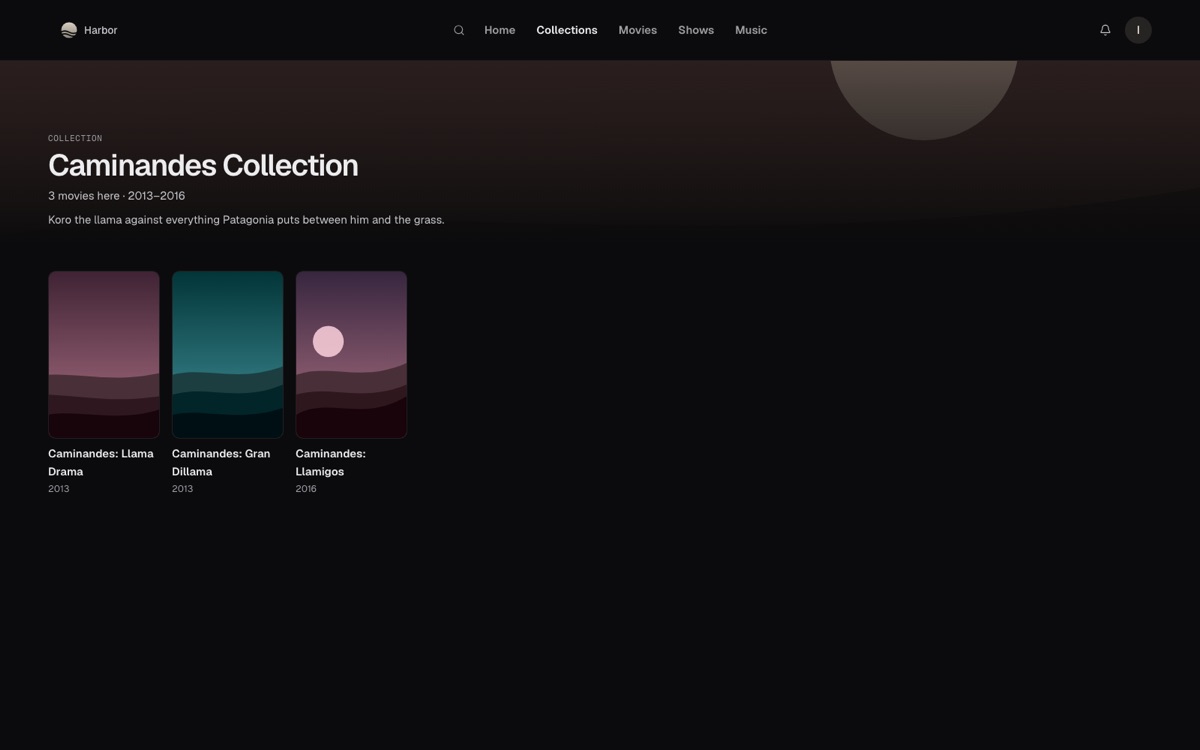 Harbor
Home
Collections
Movies
Shows
Music
I
COLLECTION
Caminandes Collection
3 movies here · 2013–2016
Koro the llama against everything Patagonia puts between him and the grass.
Caminandes: Llama
Drama
2013
Caminandes: Gran
Dillama
2013
Caminandes:
Llamigos
2016